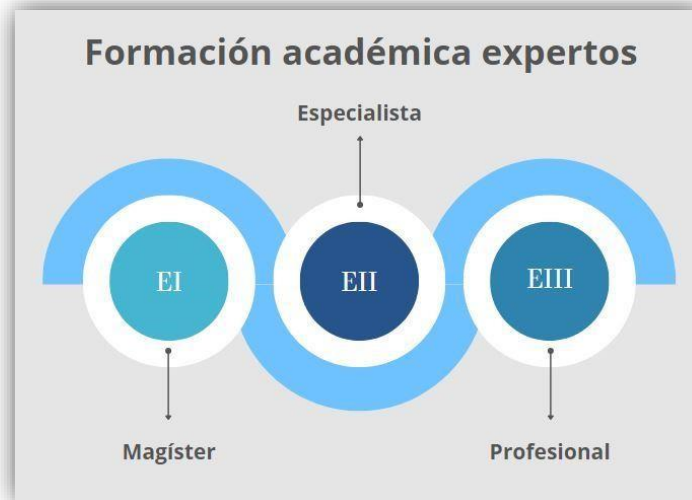 Formación académica expertos
Especialista
EI
EII
EIII
Magíster
Profesional